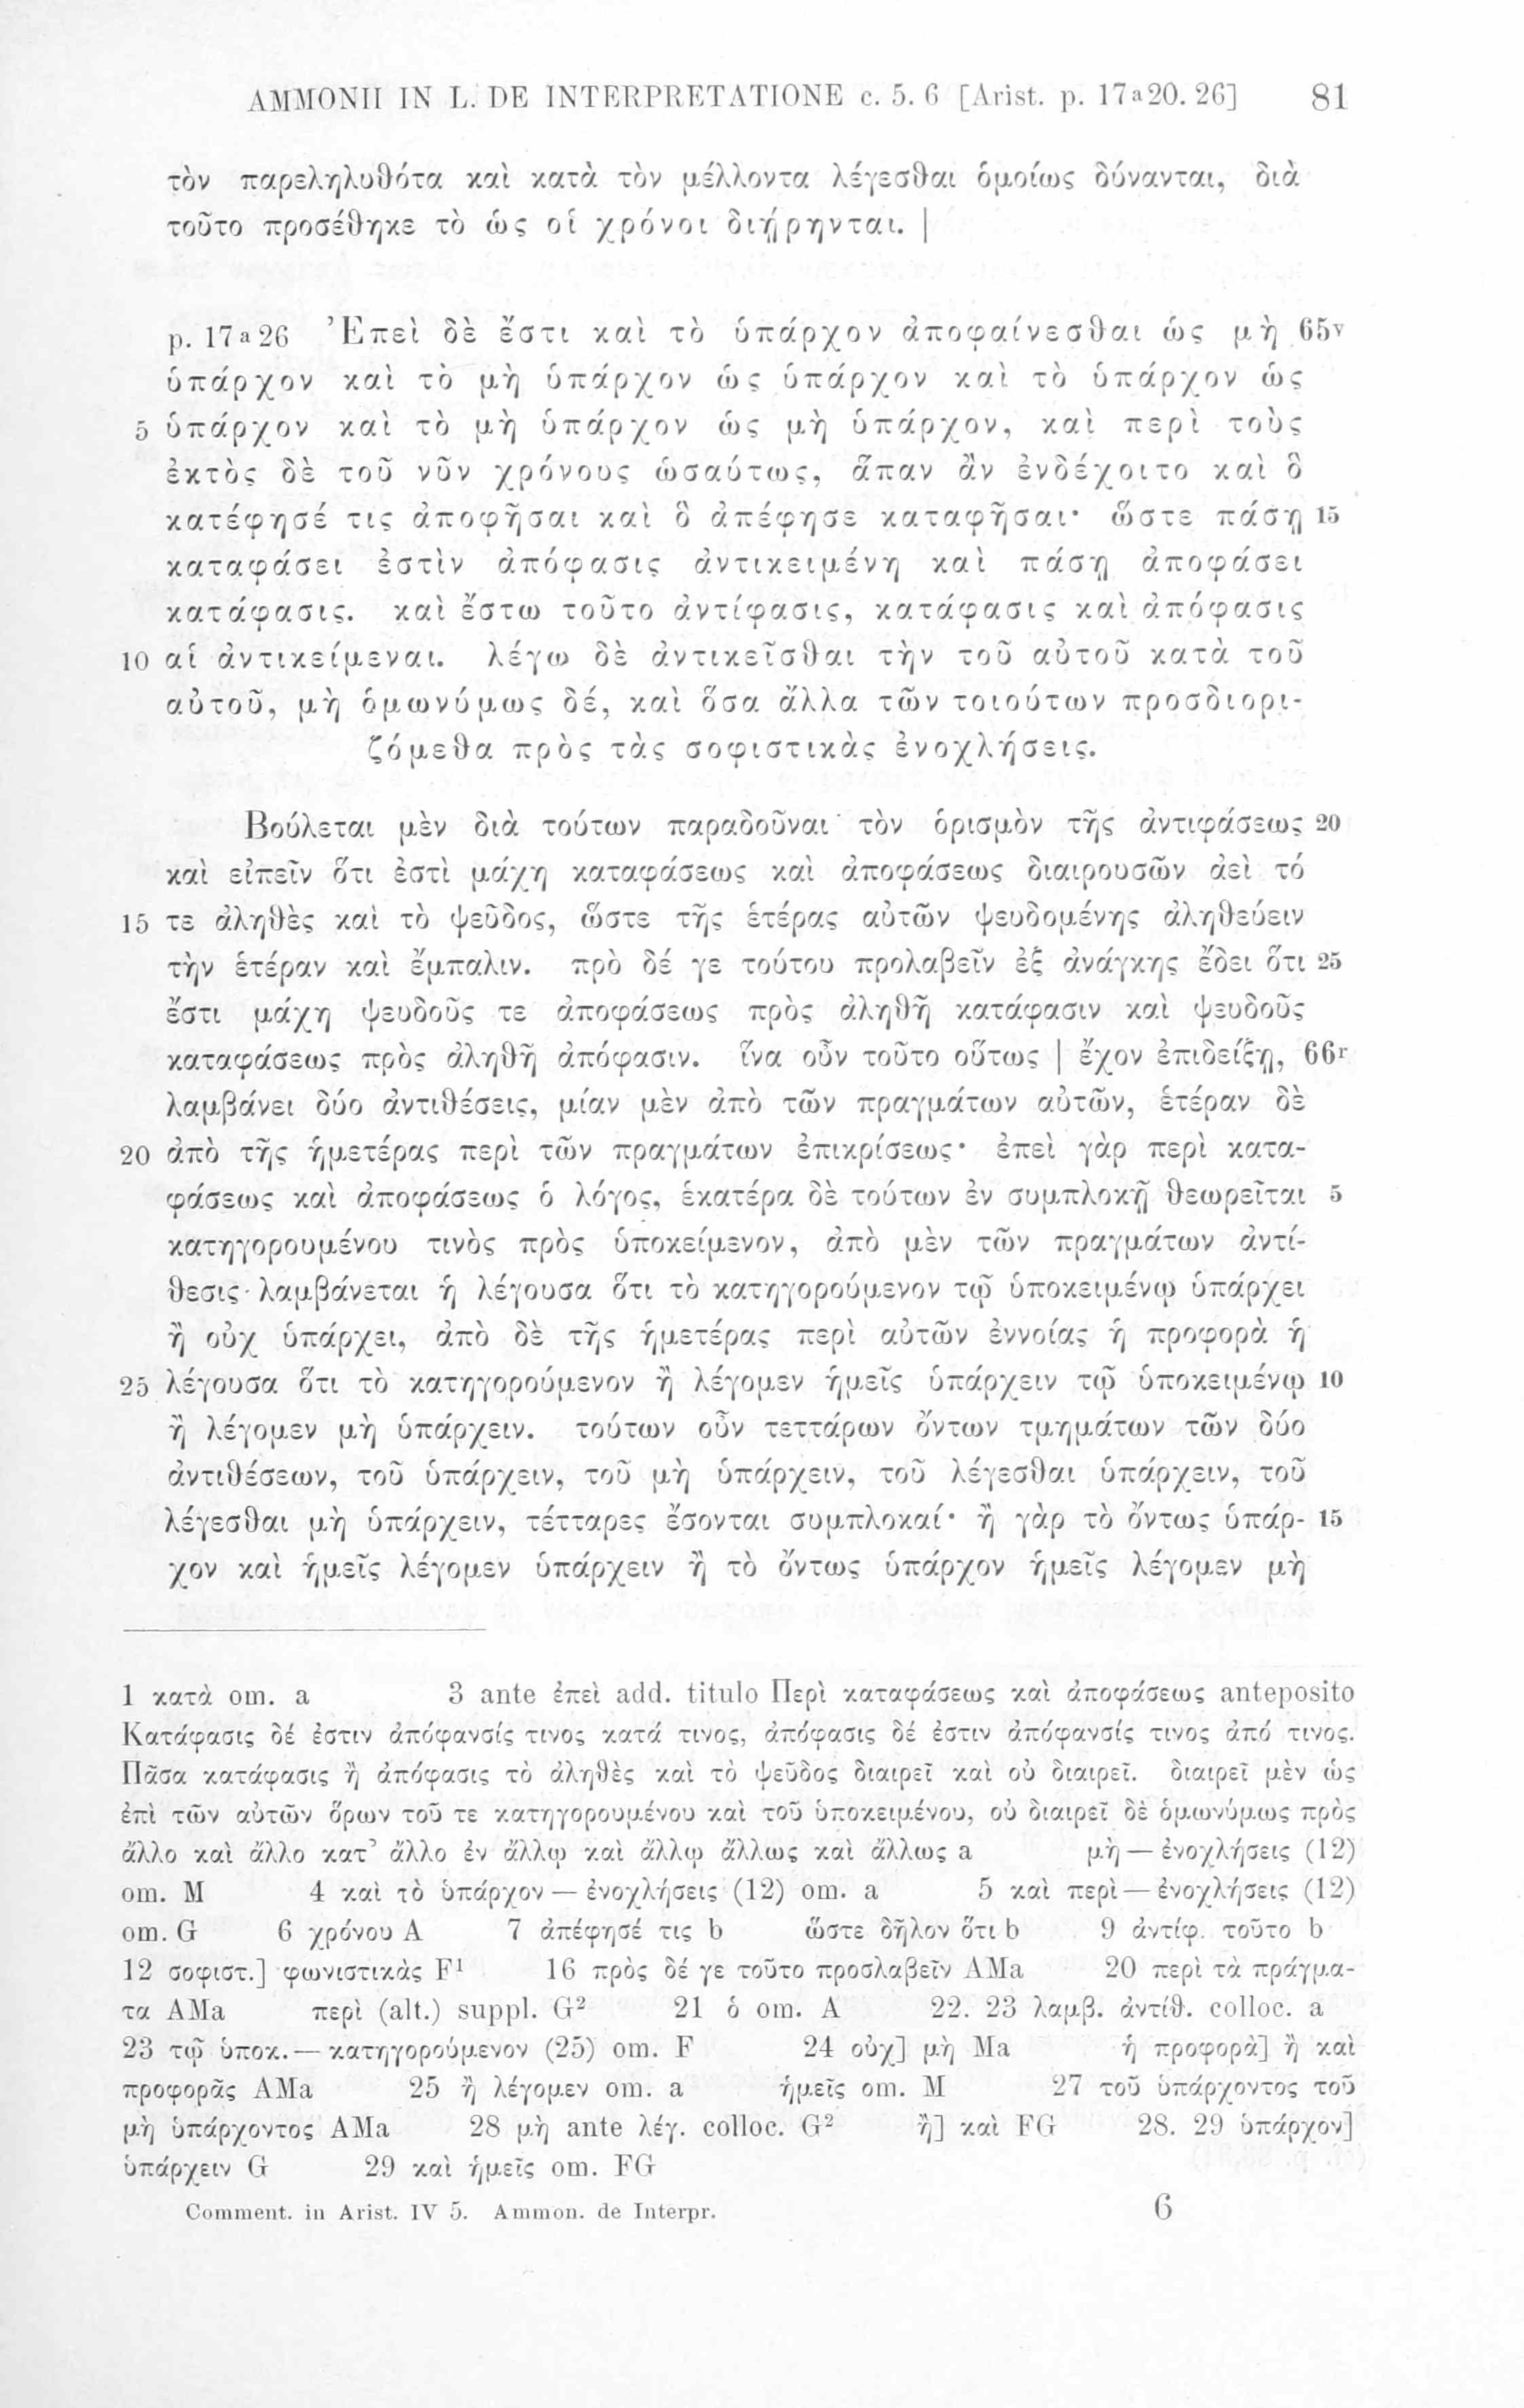 AMMONII IN L. DE INTERPRETATIONE c. 5. 6 [Arist. p. 17a20. 26] 81
τὸν παρεληλυθότα καὶ κατὰ τὸν μέλλοντα λέγεσθαι ὁμοίως δύνανται, διὰ
τοῦτο προσέθηκε τὸ ὡς οἱ χρόνοι διῄρηνται. |
p. 17a26 Ἐπεὶ δὲ ἔστι καὶ τὸ ὑπάρχον ἀποφαίνεσθαι ὡς μὴ 65v
ὑπάρχον καὶ τὸ μὴ ὑπάρχον ὡς ὑπάρχον καὶ τὸ ὑπάρχον ὡς
5 ὑπάρχον καὶ τὸ μὴ ὑπάρχον ὡς μὴ ὑπάρχον, καὶ περὶ τοὺς
ἐκτὸς δὲ τοῦ νῦν χρόνους ὡσαύτως, ἅπαν ἂν ἐνδέχοιτο καὶ ὃ
κατέφησέ τις ἀποφῆσαι καὶ ὃ ἀπέφησε καταφῆσαι· ὥστε πάσῃ 15
καταφάσει ἐστὶν ἀπόφασις ἀντικειμένη καὶ πάσῃ ἀποφάσει
κατάφασις. καὶ ἔστω τοῦτο ἀντίφασις, κατάφασις καὶ ἀπόφασις
10 αἱ ἀντικείμεναι. λέγω δὲ ἀντικεῖσθαι τὴν τοῦ αὐτοῦ κατὰ τοῦ
αὐτοῦ, μὴ ὁμωνύμως δέ, καὶ ὅσα ἄλλα τῶν τοιούτων προσδιορι-
ζόμεθα πρὸς τὰς σοφιστικὰς ἐνοχλήσεις.
Βούλεται μὲν διὰ τούτων παραδοῦναι τὸν ὁρισμὸν τῆς ἀντιφάσεως 20
καὶ εἰπεῖν ὅτι ἐστὶ μάχη καταφάσεως καὶ ἀποφάσεως διαιρουσῶν ἀεὶ τό
15 τε ἀληθὲς καὶ τὸ ψεῦδος, ὥστε τῆς ἑτέρας αὐτῶν ψευδομένης ἀληθεύειν
τὴν ἑτέραν καὶ ἔμπαλιν. πρὸ δέ γε τούτου προλαβεῖν ἐξ ἀνάγκης ἔδει ὅτι 25
ἔστι μάχη ψευδοῦς τε ἀποφάσεως πρὸς ἀληθῆ κατάφασιν καὶ ψευδοῦς
καταφάσεως πρὸς ἀληθῆ ἀπόφασιν. ἵνα οὖν τοῦτο οὕτως | ἔχον ἐπιδείξῃ, 66r
λαμβάνει δύο ἀντιθέσεις, μίαν μὲν ἀπὸ τῶν πραγμάτων αὐτῶν, ἑτέραν δὲ
20 ἀπὸ τῆς ἡμετέρας περὶ τῶν πραγμάτων ἐπικρίσεως· ἐπεὶ γὰρ περὶ κατα-
φάσεως καὶ ἀποφάσεως ὁ λόγος, ἑκατέρα δὲ τούτων ἐν συμπλοκῇ θεωρεῖται 5
κατηγορουμένου τινὸς πρὸς ὑποκείμενον, ἀπὸ μὲν τῶν πραγμάτων ἀντί-
θεσις λαμβάνεται ἡ λέγουσα ὅτι τὸ κατηγορούμενον τῷ ὑποκειμένῳ ὑπάρχει
ἢ οὐχ ὑπάρχει, ἀπὸ δὲ τῆς ἡμετέρας περὶ αὐτῶν ἐννοίας ἡ προφορὰ ἡ
25 λέγουσα ὅτι τὸ κατηγορούμενον ἢ λέγομεν ἡμεῖς ὑπάρχειν τῷ ὑποκειμένῳ 10
ἢ λέγομεν μὴ ὑπάρχειν. τούτων οὖν τεττάρων ὄντων τμημάτων τῶν δύο
ἀντιθέσεων, τοῦ ὑπάρχειν, τοῦ μὴ ὑπάρχειν, τοῦ λέγεσθαι ὑπάρχειν, τοῦ
λέγεσθαι μὴ ὑπάρχειν, τέτταρες ἔσονται συμπλοκαί· ἢ γὰρ τὸ ὄντως ὑπάρ- 15
χον καὶ ἡμεῖς λέγομεν ὑπάρχειν ἢ τὸ ὄντως ὑπάρχον ἡμεῖς λέγομεν μὴ
1 κατὰ om. a 3 ante ἐπεὶ add. titulo Περὶ καταφάσεως καὶ ἀποφάσεως anteposito
Κατάφασις δέ ἐστιν ἀπόφανσίς τινος κατά τινος, ἀπόφασις δέ ἐστιν ἀπόφανσίς τινος ἀπό τινος.
Πᾶσα κατάφασις ἢ ἀπόφασις τὸ ἀληθὲς καὶ τὸ ψεῦδος διαιρεῖ καὶ οὐ διαιρεῖ. διαιρεῖ μὲν ὡς
ἐπὶ τῶν αὐτῶν ὅρων τοῦ τε κατηγορουμένου καὶ τοῦ ὑποκειμένου, οὐ διαιρεῖ δὲ ὁμωνύμως πρὸς
ἄλλο καὶ ἄλλο κατ’ ἄλλο ἐν ἄλλῳ καὶ ἄλλῳ ἄλλως καὶ ἄλλως a μὴ — ἐνοχλήσεις (12)
om. M 4 καὶ τὸ ὑπάρχον — ἐνοχλήσεις (12) om. a 5 καὶ περὶ — ἐνοχλήσεις (12)
om. G 6 χρόνου A 7 ἀπέφησέ τις b ὥστε δῆλον ὅτι b 9 ἀντίφ. τοῦτο b
12 σοφιστ.] φωνιστικὰς F¹ 16 πρὸς δέ γε τοῦτο προσλαβεῖν AMa 20 περὶ τὰ πράγμα-
τα AMa περὶ (alt.) suppl. G² 21 ὁ om. A 22. 23 λαμβ. ἀντίθ. colloc. a
23 τῷ ὑποκ. — κατηγορούμενον (25) om. F 24 οὐχ] μὴ Ma ἡ προφορὰ] ἢ καὶ
προφορᾶς AMa 25 ἢ λέγομεν om. a ἡμεῖς om. M 27 τοῦ ὑπάρχοντος τοῦ
μὴ ὑπάρχοντος AMa 28 μὴ ante λέγ. colloc. G² ἢ] καὶ FG 28. 29 ὑπάρχον]
ὑπάρχειν G 29 καὶ ἡμεῖς om. FG
Comment. in Arist. IV 5. Ammon. de Interpr. 6